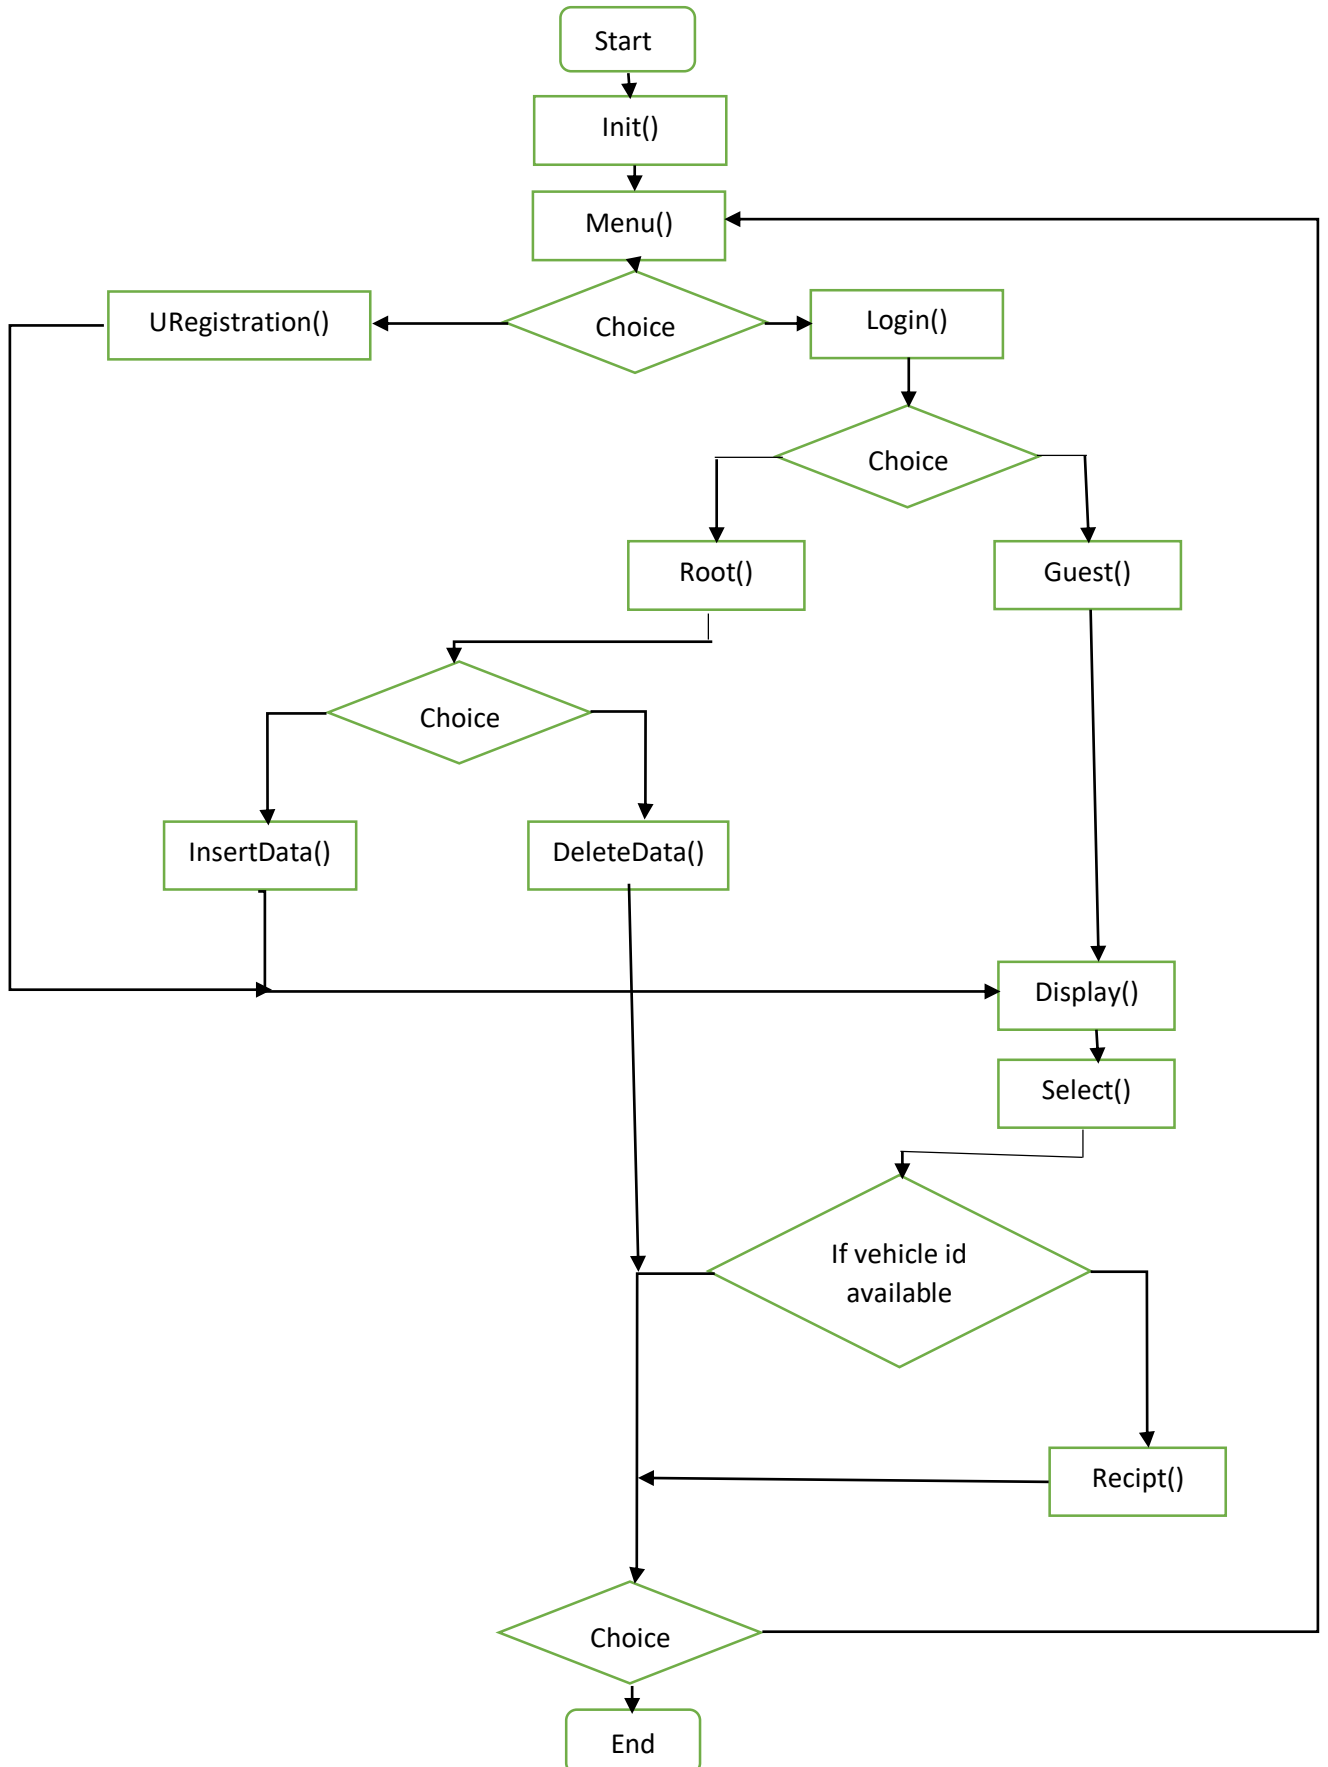 Start
Init()
Menu()
URegistration()
Choice
Login()
Choice
Root()
Guest()
Choice
InsertData()
DeleteData()
Display()
Select()
If vehicle id
available
Recipt()
Choice
End